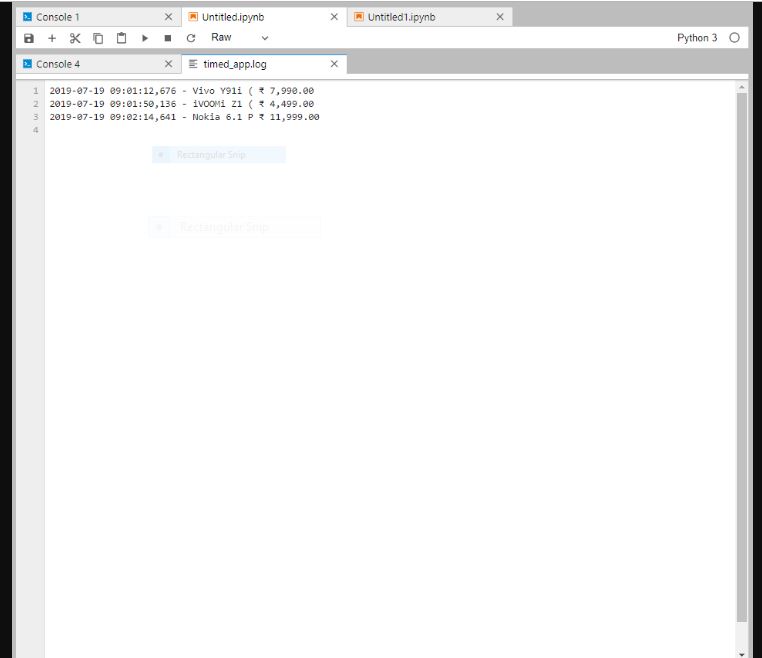 Console 1
Untitled.ipynb
Untitled1.ipynb
Raw
Python 3
Console 4
timed_app.log
1 2019-07-19 09:01:12,676 - Vivo Y91i ( ₹ 7,990.00
2 2019-07-19 09:01:50,136 - iVOOMi Z1 ( ₹ 4,499.00
3 2019-07-19 09:02:14,641 - Nokia 6.1 P ₹ 11,999.00
4
Rectangular Snip
Rectangular Snip